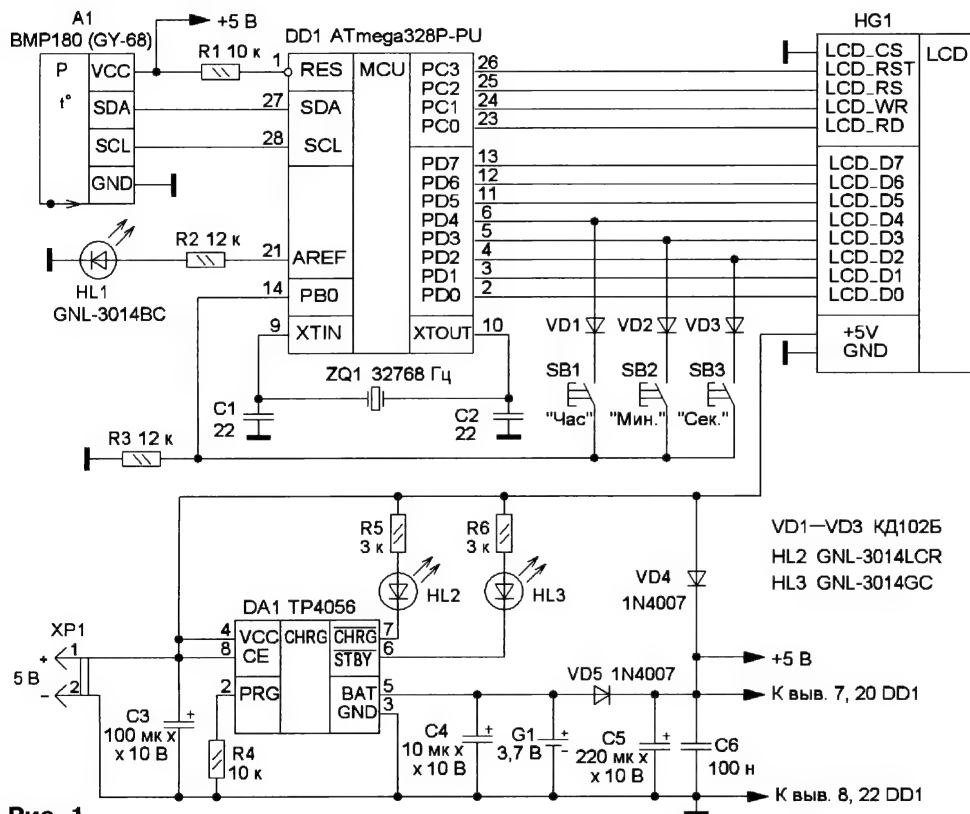 A1
BMP180 (GY-68)
+5 В
R1 10 к
DD1 ATmega328P-PU
HG1
P
t°
VCC
SDA
SCL
GND
1
27
28
RES
SDA
SCL
MCU
PC3
PC2
PC1
PC0
26
25
24
23
LCD_CS
LCD_RST
LCD_RS
LCD_WR
LCD_RD
LCD
PD7
PD6
PD5
PD4
PD3
PD2
PD1
PD0
13
12
11
6
5
4
3
2
LCD_D7
LCD_D6
LCD_D5
LCD_D4
LCD_D3
LCD_D2
LCD_D1
LCD_D0
+5V
GND
HL1
GNL-3014BC
R2 12 к
21
AREF
14
PB0
9
XTIN
XTOUT
10
ZQ1 32768 Гц
C1
22
C2
22
R3 12 к
VD1
VD2
VD3
SB1
SB2
SB3
"Час"
"Мин."
"Сек."
R5
3 к
R6
3 к
HL2
HL3
VD4
1N4007
VD1—VD3 КД102Б
HL2 GNL-3014LCR
HL3 GNL-3014GC
XP1
+
1
5 В
−
2
DA1 TP4056
4
8
2
VCC
CE
PRG
CHRG
CHRG
STBY
BAT
GND
7
6
5
3
C3
100 мк х
х 10 В
R4
10 к
C4
10 мк х
х 10 В
G1
3,7 В
VD5 1N4007
C5
220 мк х
х 10 В
C6
100 н
+5 В
К выв. 7, 20 DD1
К выв. 8, 22 DD1